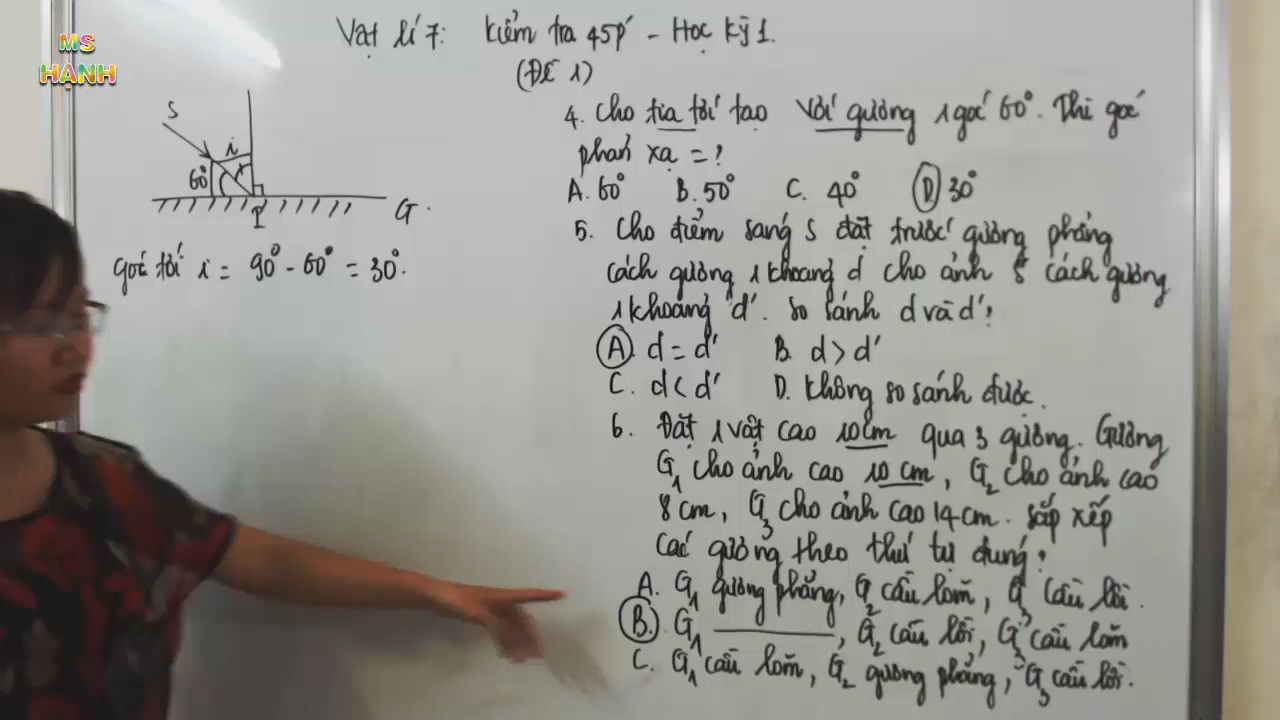 MS
HẠNH
Vật lí 7: Kiểm tra 45p' - Học kỳ 1.
(Đề 1)
S
i
60°
I
G.
góc tới i = 90° - 60° = 30°.
4. Cho tia tới tạo với gương 1 góc 60°. Thì góc
phản xạ = ?
A. 60° B. 50° C. 40° D. 30°
5. Cho điểm sáng S đặt trước gương phẳng
cách gương 1 khoảng d cho ảnh S' cách gương
1 khoảng d'. So sánh d và d'?
A. d = d' B. d > d'
C. d < d' D. Không so sánh được.
6. Đặt 1 vật cao 10cm qua 3 gương. Gương
G1 cho ảnh cao 10 cm, G2 cho ảnh cao
8cm, G3 cho ảnh cao 14cm. Sắp xếp
các gương theo thứ tự đúng?
A. G1 gương phẳng, G2 cầu lõm, G3 cầu lồi.
B. G1 ______, G2 cầu lồi, G3 cầu lõm
C. G1 cầu lõm, G2 gương phẳng, G3 cầu lồi.